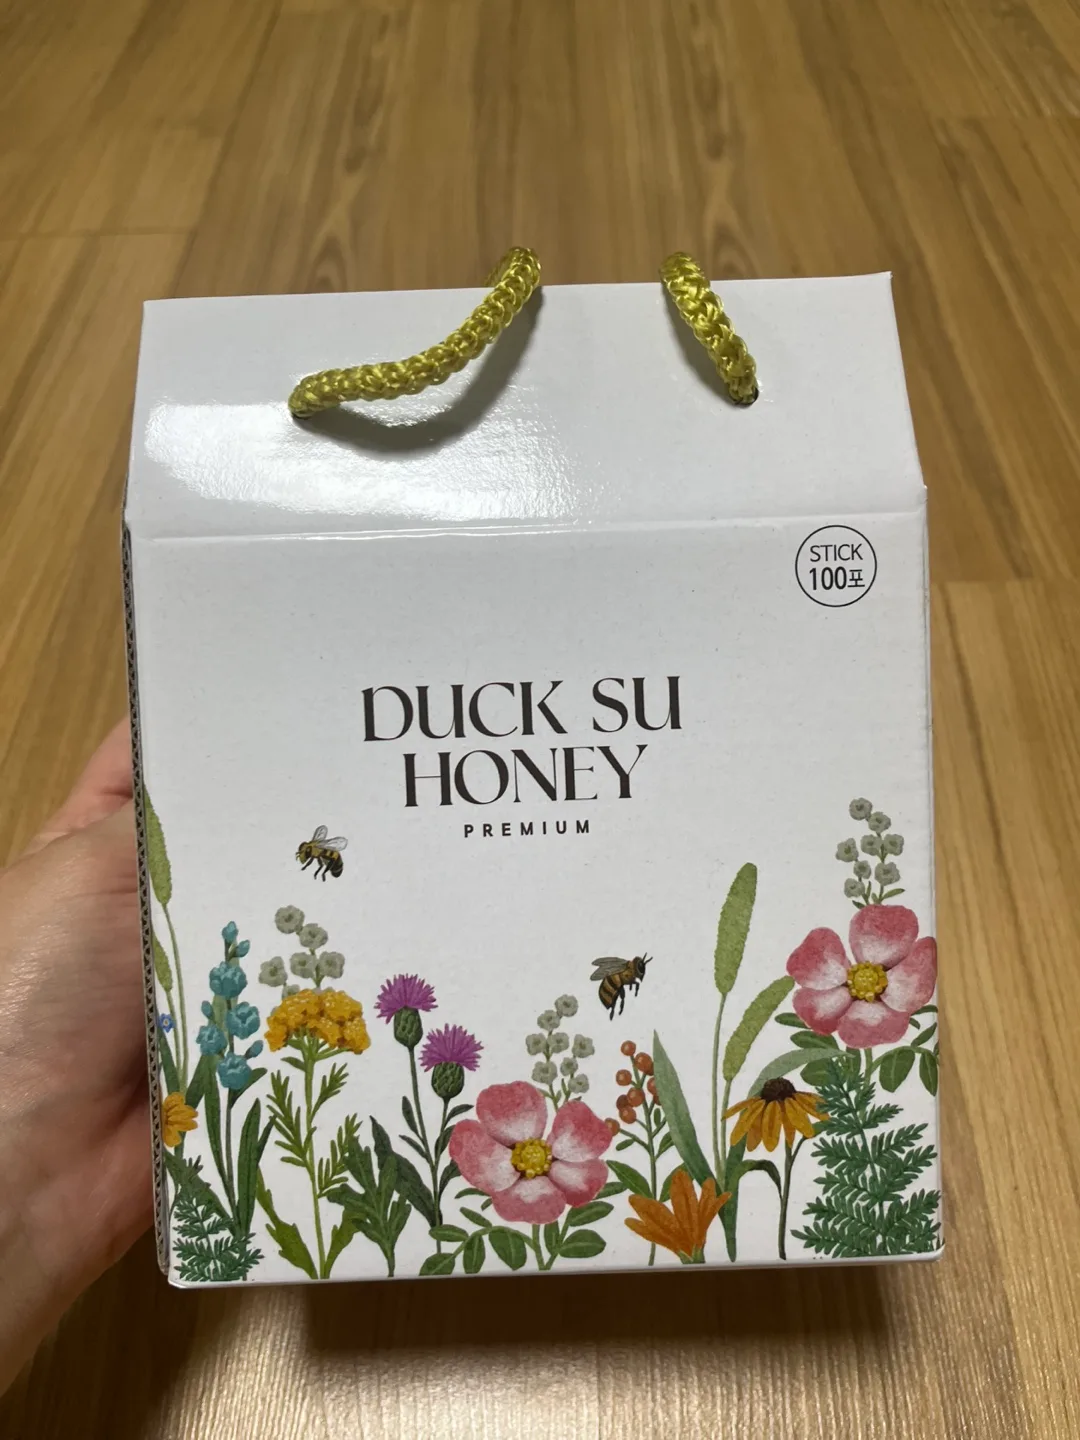 STICK
100포
DUCK SU
HONEY
PREMIUM